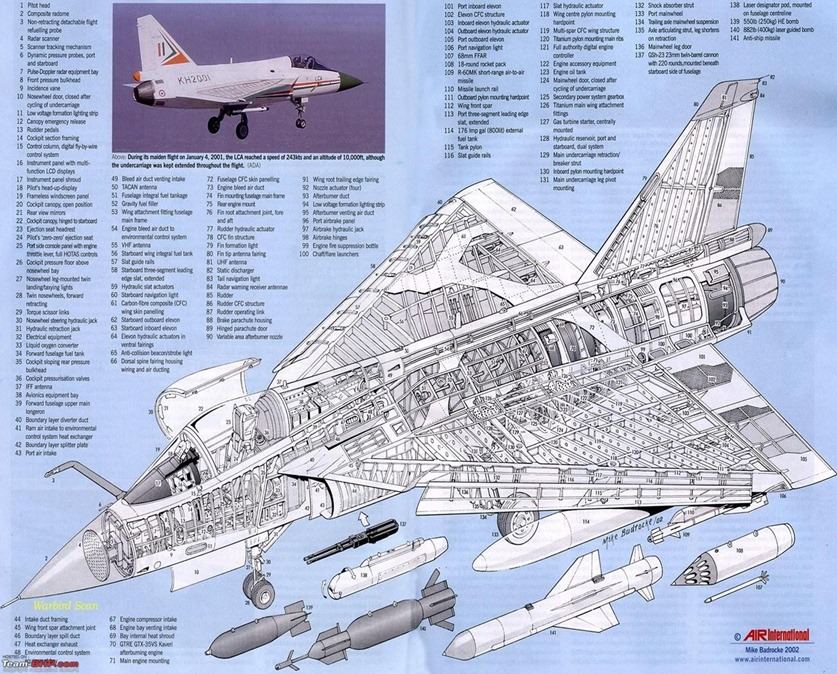 1 Pitot head
2 Composite radome
3 Non-retracting detachable flight
refuelling probe
4 Radar scanner
5 Scanner tracking mechanism
6 Dynamic pressure probes, port
and starboard
7 Pulse-Doppler radar equipment bay
8 Front pressure bulkhead
9 Incidence vane
10 Nosewheel door, closed after
cycling of undercarriage
11 Low voltage formation lighting strip
12 Canopy emergency release
13 Rudder pedals
14 Cockpit section framing
15 Control column, digital fly-by-wire
control system
16 Instrument panel with multi-
function LCD displays
17 Instrument panel shroud
18 Pilot's head-up display
19 Frameless windscreen panel
20 Cockpit canopy, open position
21 Rear view mirrors
22 Cockpit canopy, hinged to starboard
23 Ejection seat headrest
24 Pilot's 'zero-zero' ejection seat
25 Port side console panel with engine
throttle lever, full HOTAS controls
26 Cockpit pressure floor above
nosewheel bay
27 Nosewheel leg-mounted twin
landing/taxying lights
28 Twin nosewheels, forward
retracting
29 Torque scissor links
30 Nosewheel steering hydraulic jack
31 Hydraulic retraction jack
32 Electrical equipment
33 Liquid oxygen converter
34 Forward fuselage fuel tank
35 Cockpit sloping rear pressure
bulkhead
36 Cockpit pressurisation valves
37 IFF antenna
38 Avionics equipment bay
39 Forward fuselage upper main
longeron
40 Boundary layer diverter duct
41 Ram air intake to environmental
control system heat exchanger
42 Boundary layer splitter plate
43 Port air intake
KH2001
LCA
Above: During its maiden flight on January 4, 2001, the LCA reached a speed of 243kts and an altitude of 10,000ft, although
the undercarriage was kept extended throughout the flight. (ADA)
49 Bleed air duct venting intake
50 TACAN antenna
51 Fuselage integral fuel tankage
52 Gravity fuel filler
53 Wing attachment fitting fuselage
main frame
54 Engine bleed air duct to
environmental control system
55 VHF antenna
56 Starboard wing integral fuel tank
57 Slat guide rails
58 Starboard three-segment leading
edge slat, extended
59 Hydraulic slat actuators
60 Starboard navigation light
61 Carbon-fibre composite (CFC)
wing skin panelling
62 Starboard outboard elevon
63 Starboard inboard elevon
64 Elevon hydraulic actuators in
ventral fairings
65 Anti-collision beacon/strobe light
66 Dorsal spine fairing housing
wiring and air ducting
72 Fuselage CFC skin panelling
73 Engine bleed air duct
74 Fin mounting fuselage main frame
75 Rear engine mount
76 Fin root attachment joint, fore
and aft
77 Rudder hydraulic actuator
78 CFC fin structure
79 Fin formation light
80 Fin tip antenna fairing
81 UHF antenna
82 Static discharger
83 Tail navigation light
84 Radar warning receiver antennae
85 Rudder
86 Rudder CFC structure
87 Rudder operating link
88 Brake parachute housing
89 Hinged parachute door
90 Variable area afterburner nozzle
91 Wing root trailing edge fairing
92 Nozzle actuator (four)
93 Afterburner duct
94 Low voltage formation lighting strip
95 Afterburner venting air duct
96 Port airbrake panel
97 Airbrake hydraulic jack
98 Airbrake hinges
99 Engine fire suppression bottle
100 Chaff/flare launchers
101 Port inboard elevon
102 Elevon CFC structure
103 Inboard elevon hydraulic actuator
104 Outboard elevon hydraulic actuator
105 Port outboard elevon
106 Port navigation light
107 68mm FFAR
108 18-round rocket pack
109 R-60MK short-range air-to-air
missile
110 Missile launch rail
111 Outboard pylon mounting hardpoint
112 Wing front spar
113 Port three-segment leading edge
slat, extended
114 176 Imp gal (800lit) external
fuel tank
115 Tank pylon
116 Slat guide rails
117 Slat hydraulic actuator
118 Wing centre pylon mounting
hardpoint
119 Multi-spar CFC wing structure
120 Titanium pylon mounting main ribs
121 Full authority digital engine
controller
122 Engine accessory equipment
123 Engine oil tank
124 Mainwheel door, closed after
cycling of undercarriage
125 Secondary power system gearbox
126 Titanium main wing attachment
fittings
127 Gas turbine starter, centrally
mounted
128 Hydraulic reservoir, port and
starboard, dual system
129 Main undercarriage retraction/
breaker strut
130 Inboard pylon mounting hardpoint
131 Main undercarriage leg pivot
mounting
132 Shock absorber strut
133 Port mainwheel
134 Trailing axle mainwheel suspension
135 Axle articulating strut, leg shortens
on retraction
136 Mainwheel leg door
137 GSh-23 23mm twin-barrel cannon
with 220 rounds, mounted beneath
starboard side of fuselage
138 Laser designator pod, mounted
on fuselage centreline
139 550lb (250kg) HE bomb
140 882lb (400kg) laser guided bomb
141 Anti-ship missile
Mike Badrocke/00
Warbird Scan
44 Intake duct framing
45 Wing front spar attachment joint
46 Boundary layer spill duct
47 Heat exchanger exhaust
48 Environmental control system
67 Engine compressor intake
68 Engine bay venting intake
69 Bay internal heat shroud
70 GTRE GTX-35VS Kaveri
afterburning engine
71 Main engine mounting
Team-BHP.com
© AIR International
Mike Badrocke 2002
www.airinternational.com